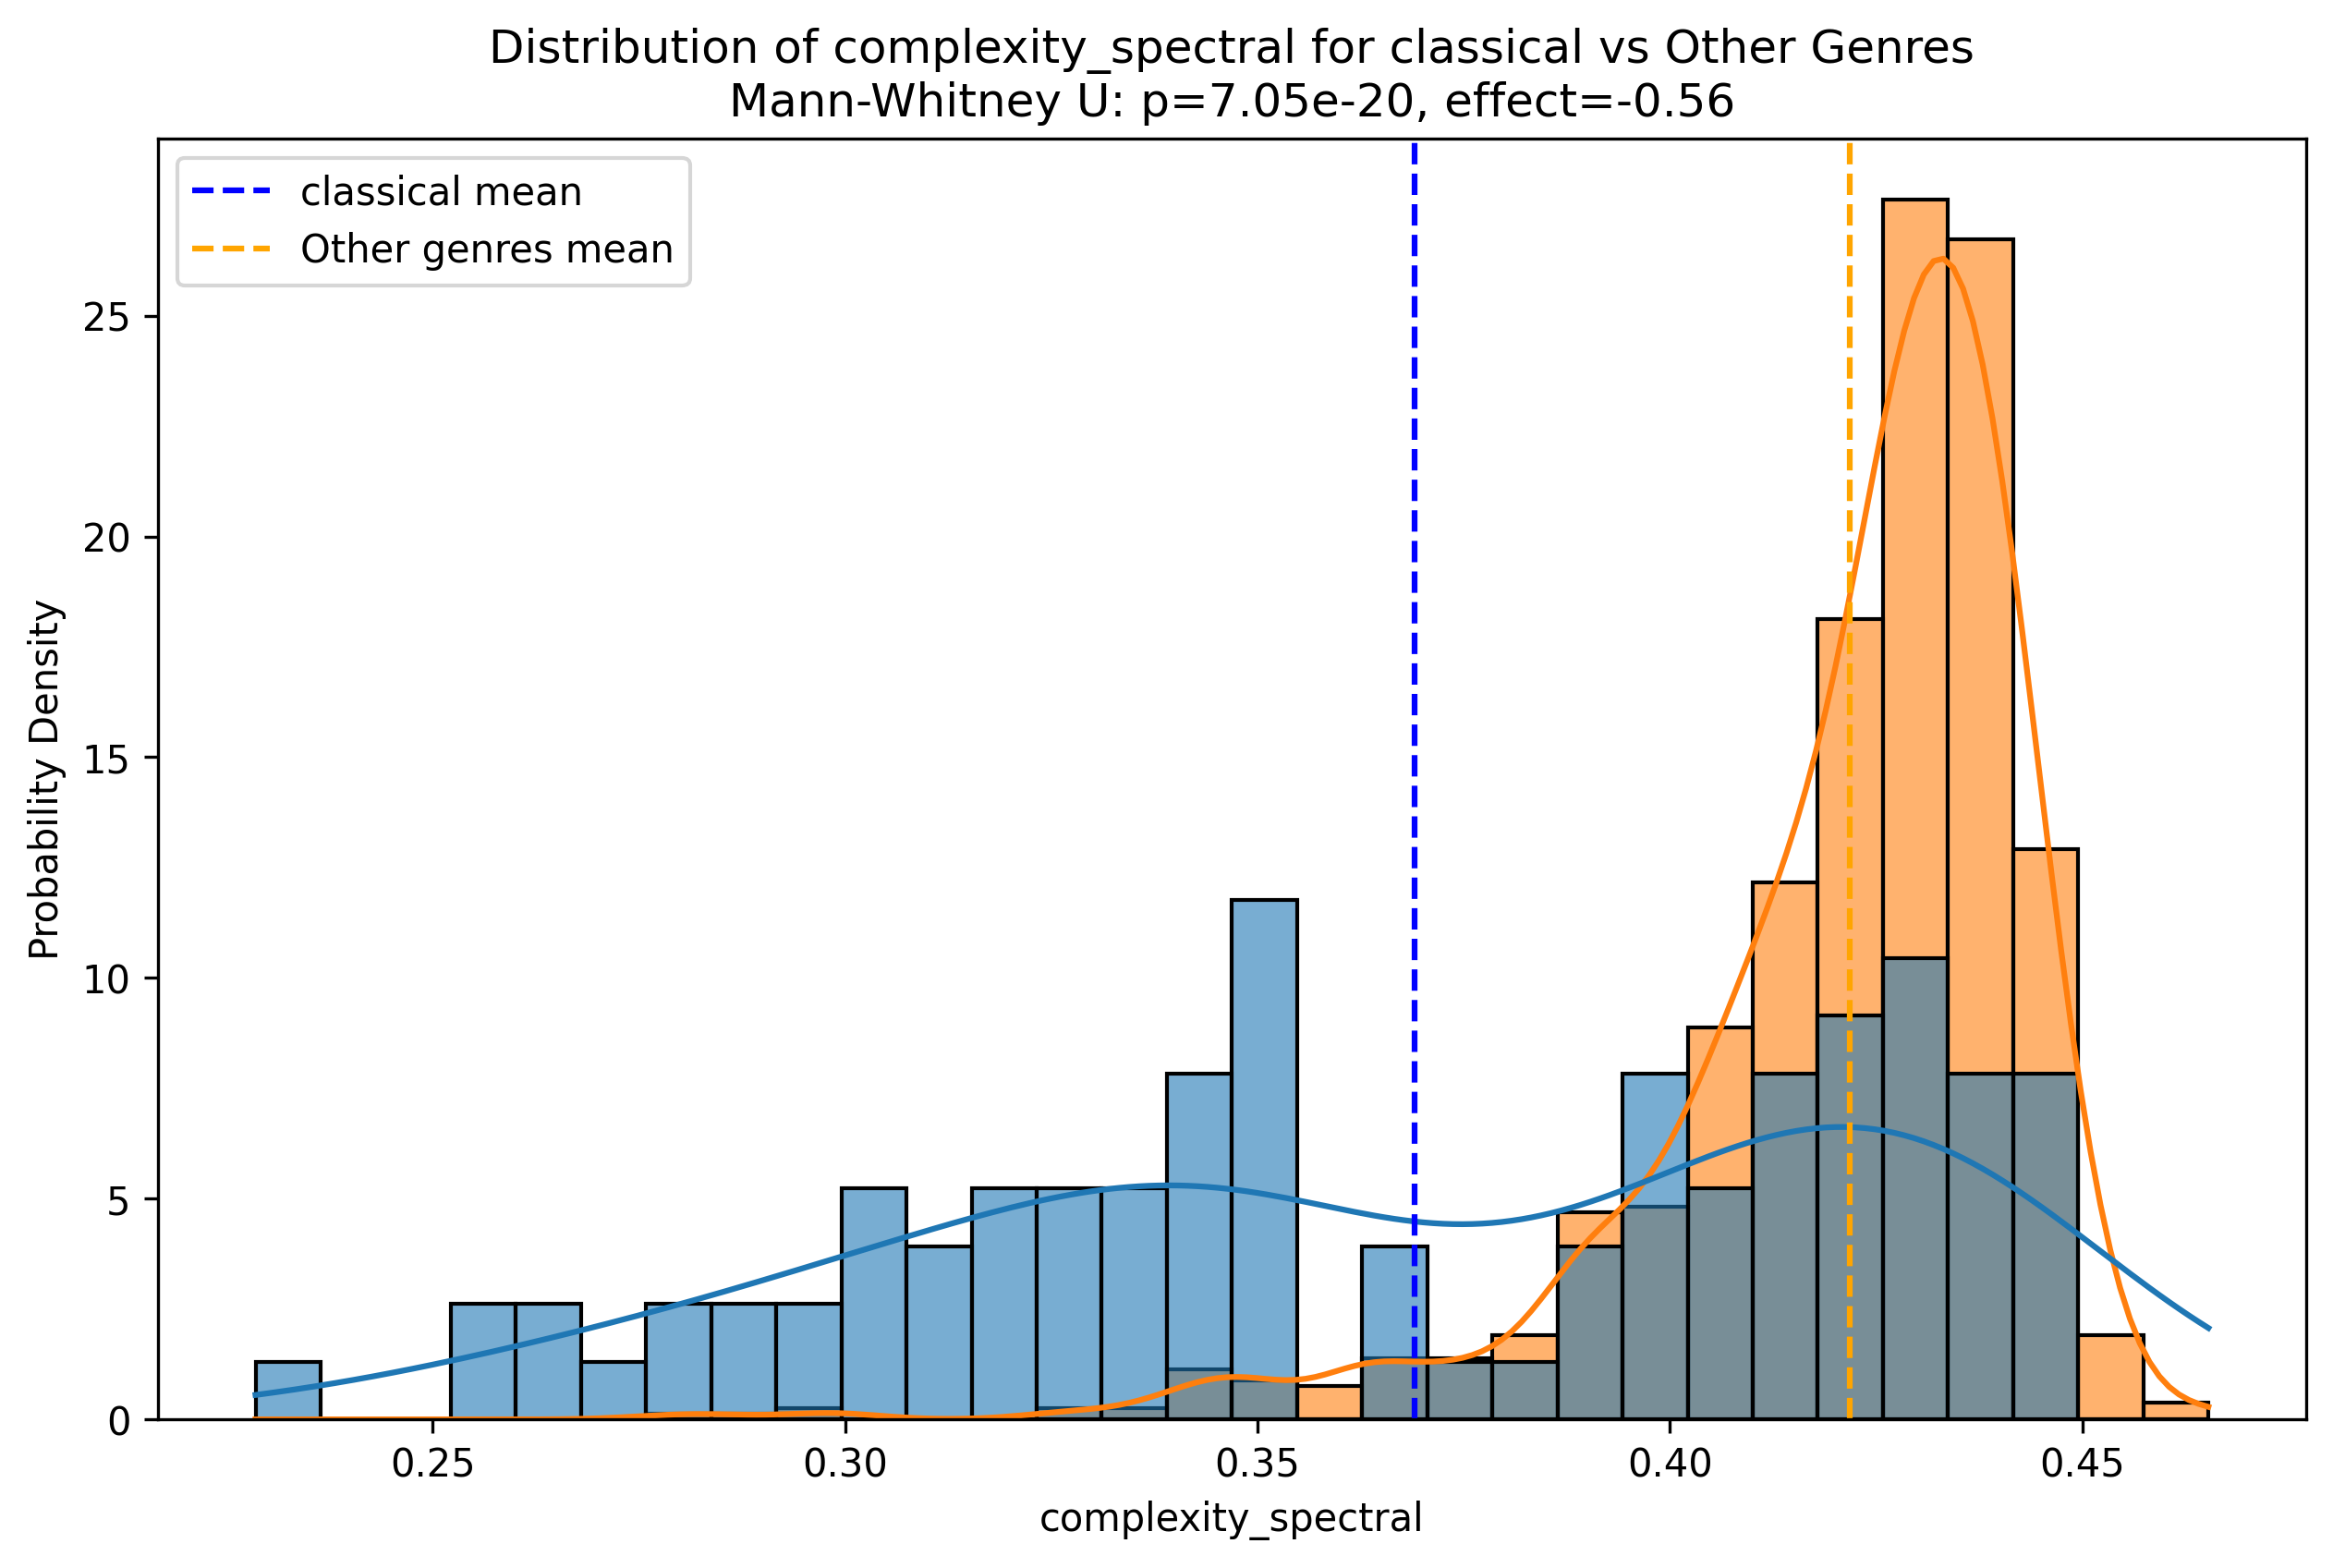 Distribution of complexity_spectral for classical vs Other Genres
Mann-Whitney U: p=7.05e-20, effect=-0.56
classical mean
Other genres mean
Probability Density
25
20
15
10
5
0
0.25 0.30 0.35 0.40 0.45
complexity_spectral